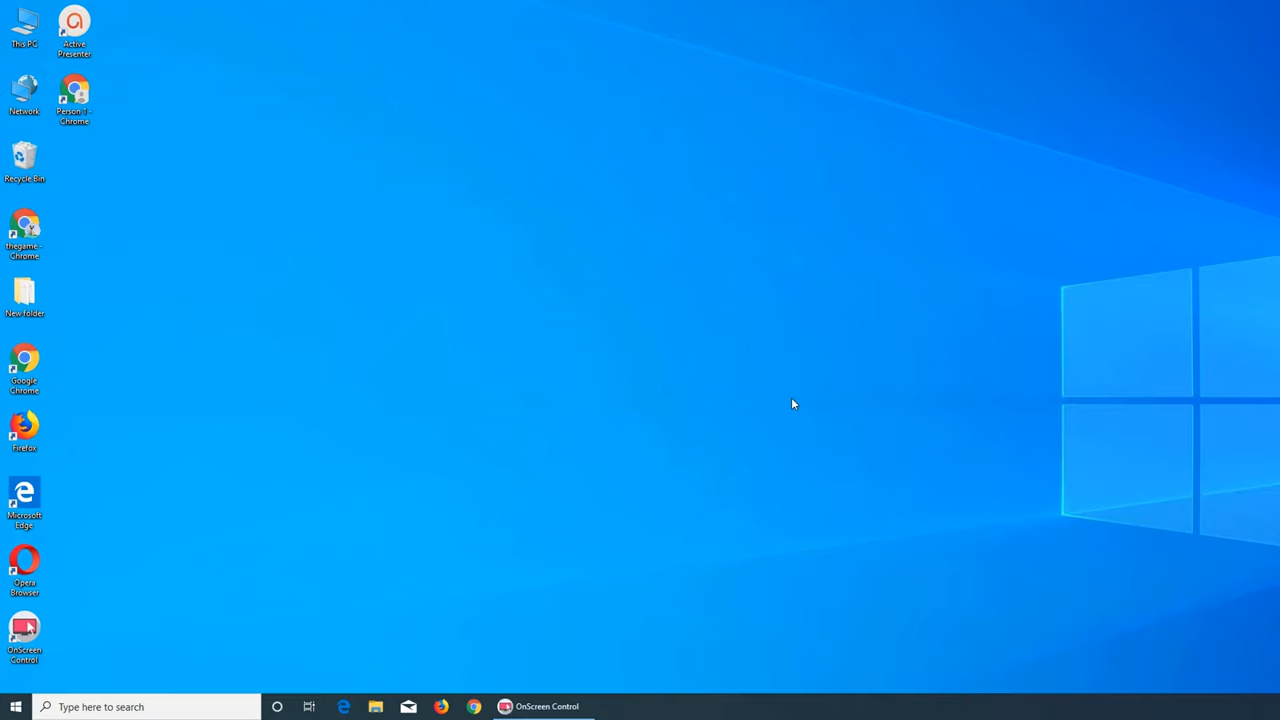 This PC
Active
Presenter
Network
Person 1 -
Chrome
Recycle Bin
thegame -
Chrome
New folder
Google
Chrome
Firefox
Microsoft
Edge
Opera
Browser
OnScreen
Control
Type here to search
OnScreen Control